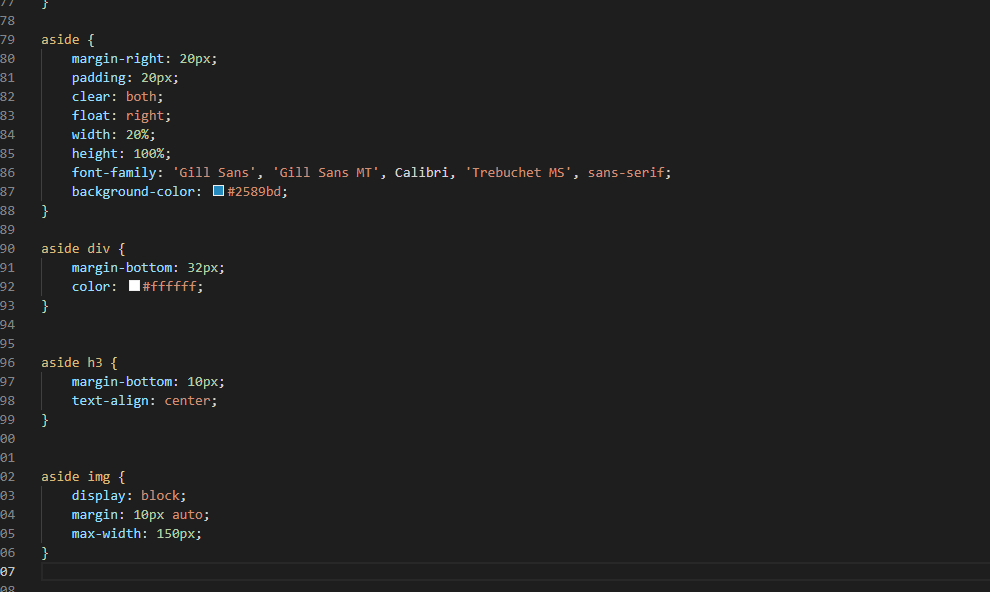 77 }
78
79 aside {
80 margin-right: 20px;
81 padding: 20px;
82 clear: both;
83 float: right;
84 width: 20%;
85 height: 100%;
86 font-family: 'Gill Sans', 'Gill Sans MT', Calibri, 'Trebuchet MS', sans-serif;
87 background-color: #2589bd;
88 }
89
90 aside div {
91 margin-bottom: 32px;
92 color: #ffffff;
93 }
94
95
96 aside h3 {
97 margin-bottom: 10px;
98 text-align: center;
99 }
00
01
02 aside img {
03 display: block;
04 margin: 10px auto;
05 max-width: 150px;
06 }
07
08